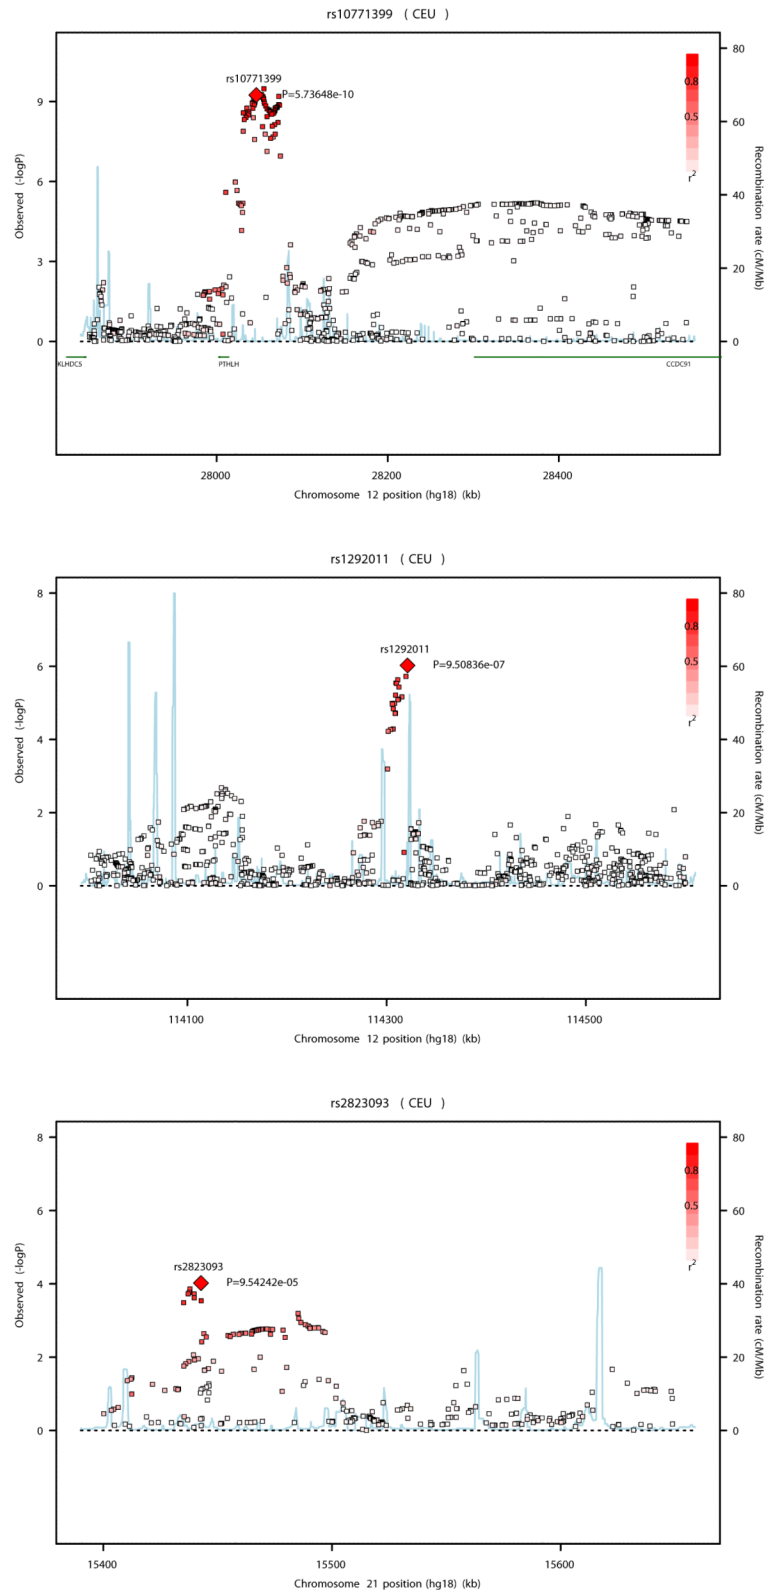 rs10771399 ( CEU )
80
0.8
rs10771399
9
P=5.73648e-10
0.5
60
r²
6
Observed (-logP)
Recombination rate (cM/Mb)
40
3
20
0
0
KLHDC5
PTHLH
CCDC91
28000
28200
28400
Chromosome 12 position (hg18) (kb)
rs1292011 ( CEU )
8
80
0.8
rs1292011
0.5
6
P=9.50836e-07
60
r²
Observed (-logP)
Recombination rate (cM/Mb)
4
40
2
20
0
0
114100
114300
114500
Chromosome 12 position (hg18) (kb)
rs2823093 ( CEU )
8
80
0.8
0.5
6
60
rs2823093
r²
4
P=9.54242e-05
40
Observed (-logP)
Recombination rate (cM/Mb)
2
20
0
0
15400
15500
15600
Chromosome 21 position (hg18) (kb)